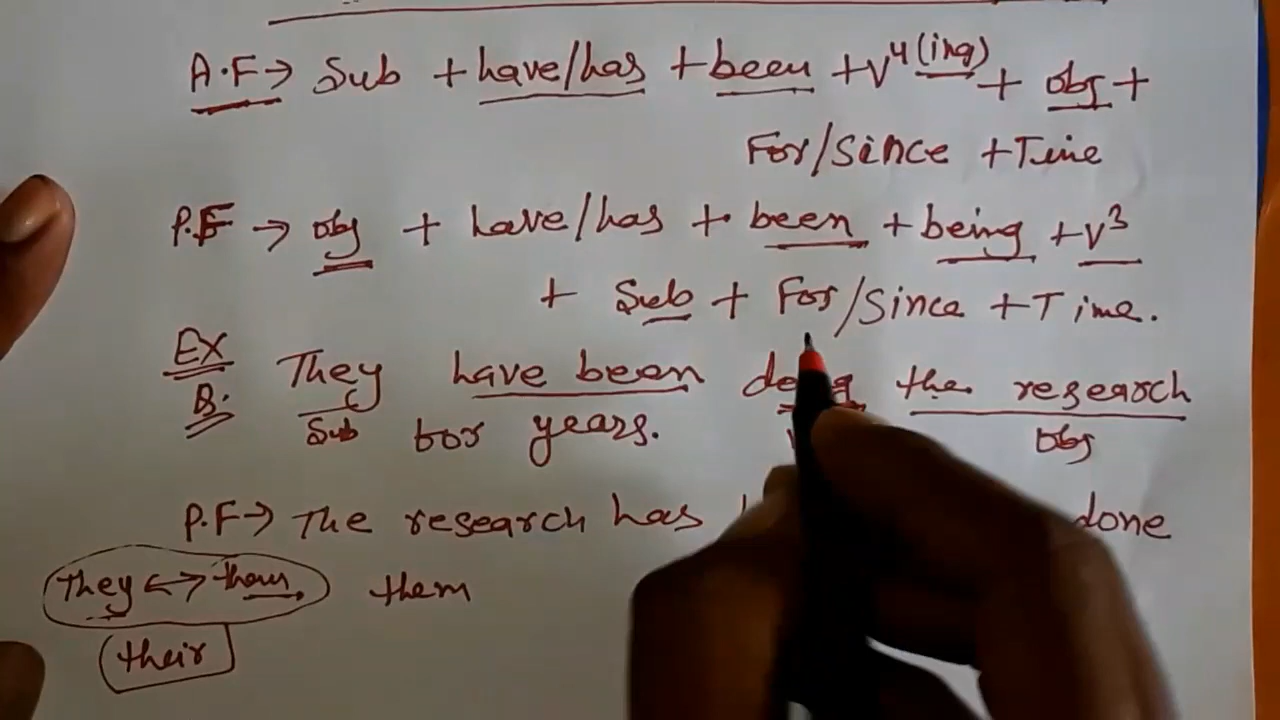 A.F → Sub + have/has + been + V4(ing) + obj +
For/Since + Time
P.F → obj + have/has + been + being + V3
+ Sub + For/Since + Time.
Ex They have been the research
B. Sub for years. obj
P.F → The research has done
They ↔ them them
their